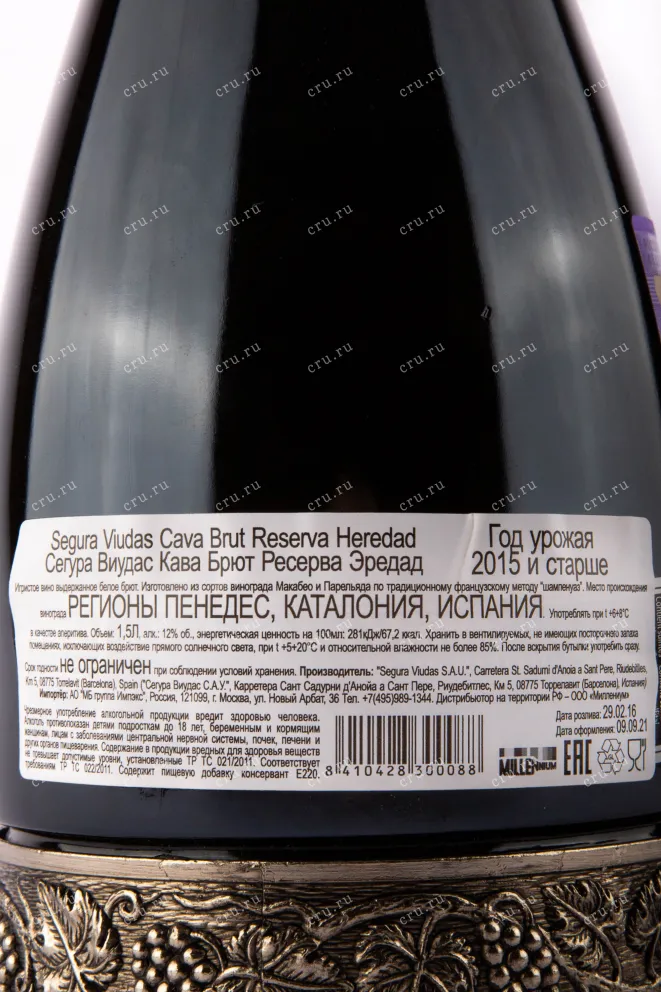 Segura Viudas Cava Brut Reserva Heredad
Сегура Виудас Кава Брют Ресерва Эредад
Год урожая
2015 и старше
Игристое вино выдержанное белое брют. Изготовлено из сортов винограда Макабео и Парельяда по традиционному французскому методу "шампенуаз". Место происхождения
винограда РЕГИОНЫ ПЕНЕДЕС, КАТАЛОНИЯ, ИСПАНИЯ. Употреблять при t +6+8°C
в качестве аперитива. Объем: 1,5Л, алк.: 12% об., энергетическая ценность на 100мл: 281кДж/67,2 ккал. Хранить в вентилируемых, не имеющих постороннего запаха
помещениях, исключающих воздействие прямого солнечного света, при t +5+20°C и относительной влажности не более 85%. После вскрытия бутылки употребить сразу.
Срок годности не ограничен при соблюдении условий хранения. Производитель: "Segura Viudas S.A.U.", Carretera St. Sadurni d'Anoia a Sant Pere, Riudebitlles,
Km 5, 08775 Torrelavit (Barcelona), Spain ("Сегура Виудас С.А.У.", Карретера Сант Садурни д'Анойа а Сант Пере, Риудебитлес, Км 5, 08775 Торрелавит (Барселона), Испания)
Импортёр: АО "МБ группа Импэкс", Россия, 121099, г. Москва, ул. Новый Арбат, 36 Тел. +7(495)989-1344. Дистрибьютор на территории РФ – ООО «Миллениум»
Чрезмерное употребление алкогольной продукции вредит здоровью человека.
Алкоголь противопоказан детям подросткам до 18 лет, беременным и кормящим
женщинам, лицам с заболеваниями центральной нервной системы, почек, печени и
других органов пищеварения. Содержание в продукции вредных для здоровья веществ
не превышает допустимые уровни, установленные ТР ТС 021/2011. Соответствует
требованиям ТР ТС 022/2011. Содержит пищевую добавку консервант E220.
8 410428 300088
MILLENNIUM
Дата розлива: 29.02.16
Дата оформления: 09.09.21
EAC
cru.ru